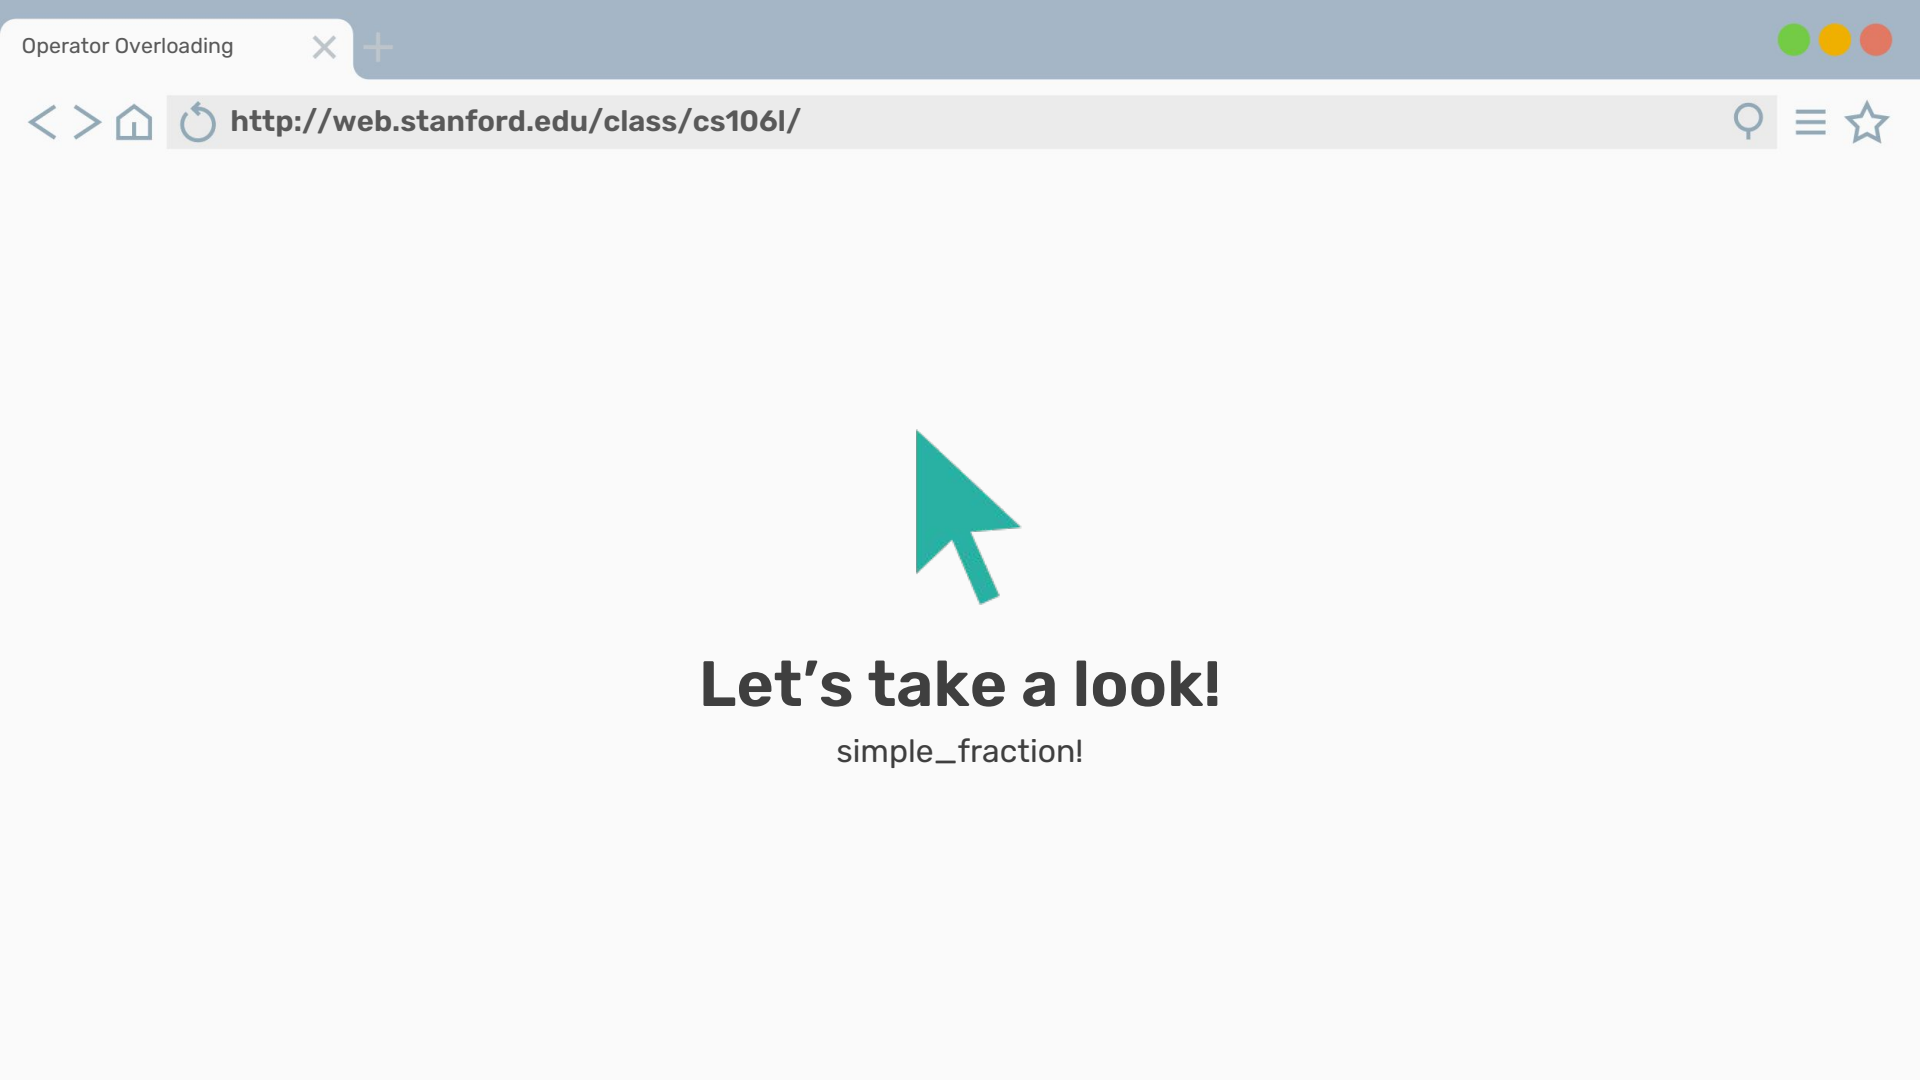 Operator Overloading
http://web.stanford.edu/class/cs106l/
Let’s take a look!
simple_fraction!